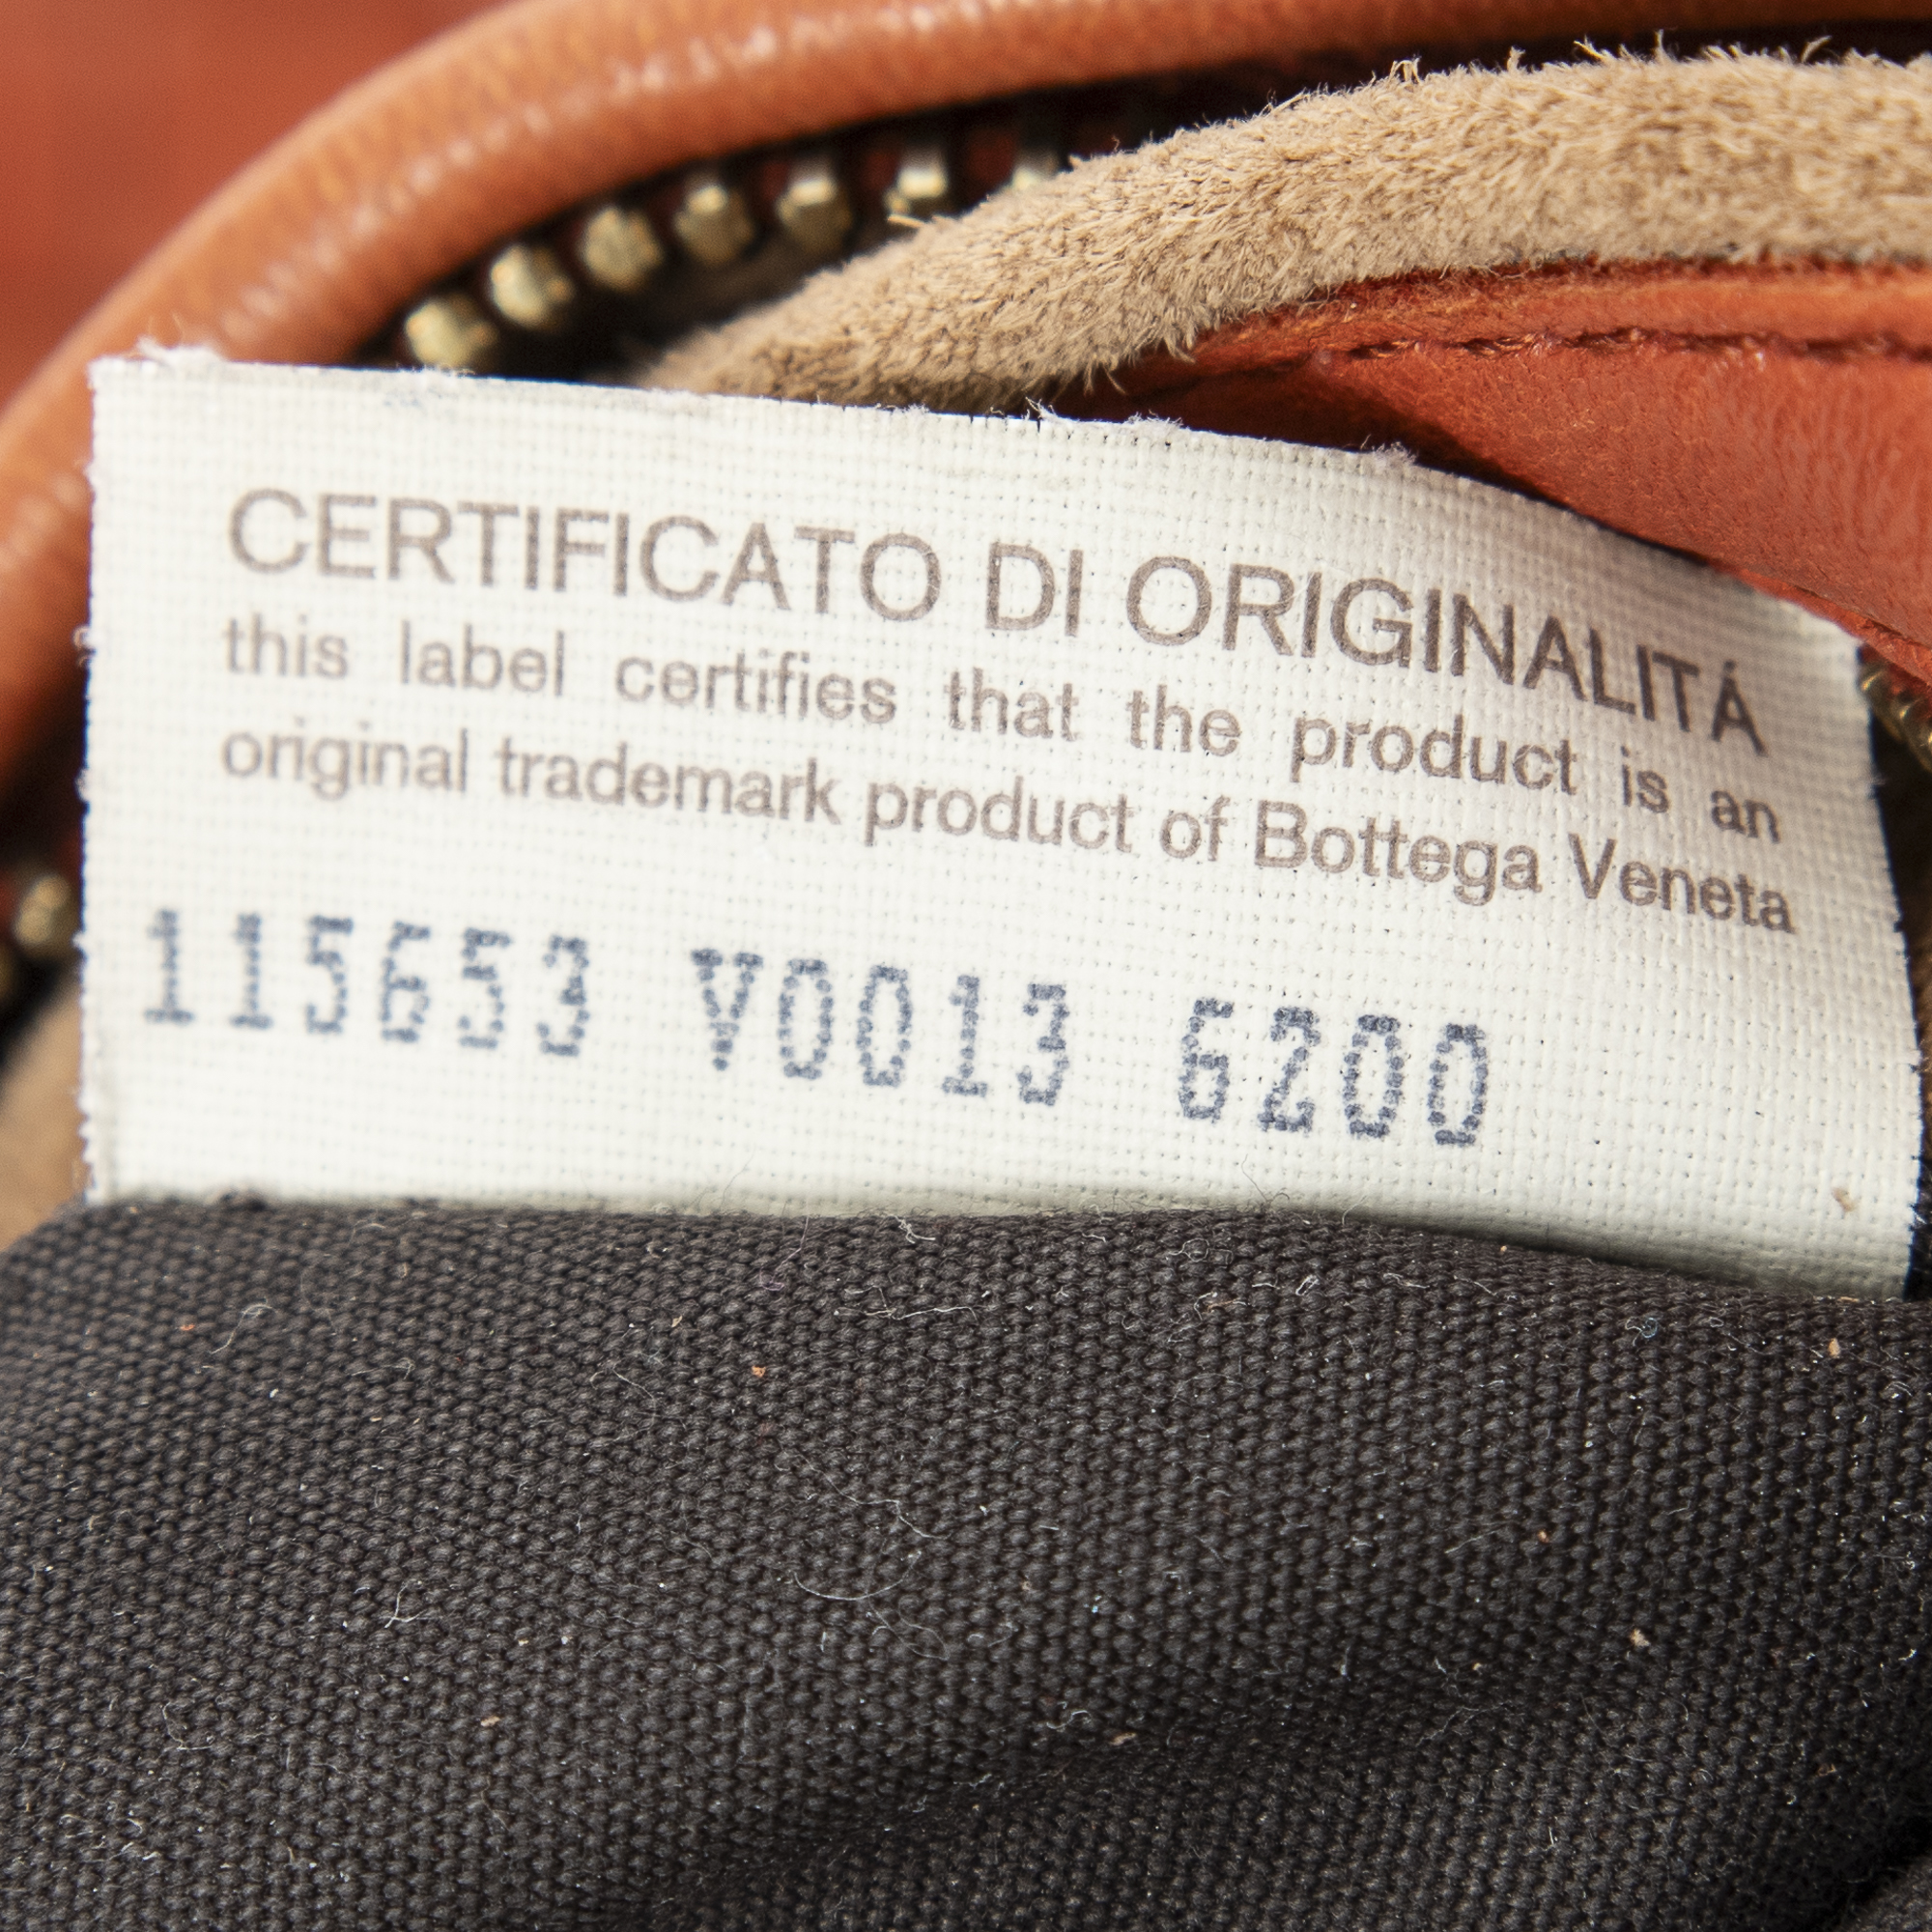 CERTIFICATO DI ORIGINALITÁ
this label certifies that the product is an
original trademark product of Bottega Veneta
115653 V0013 6200